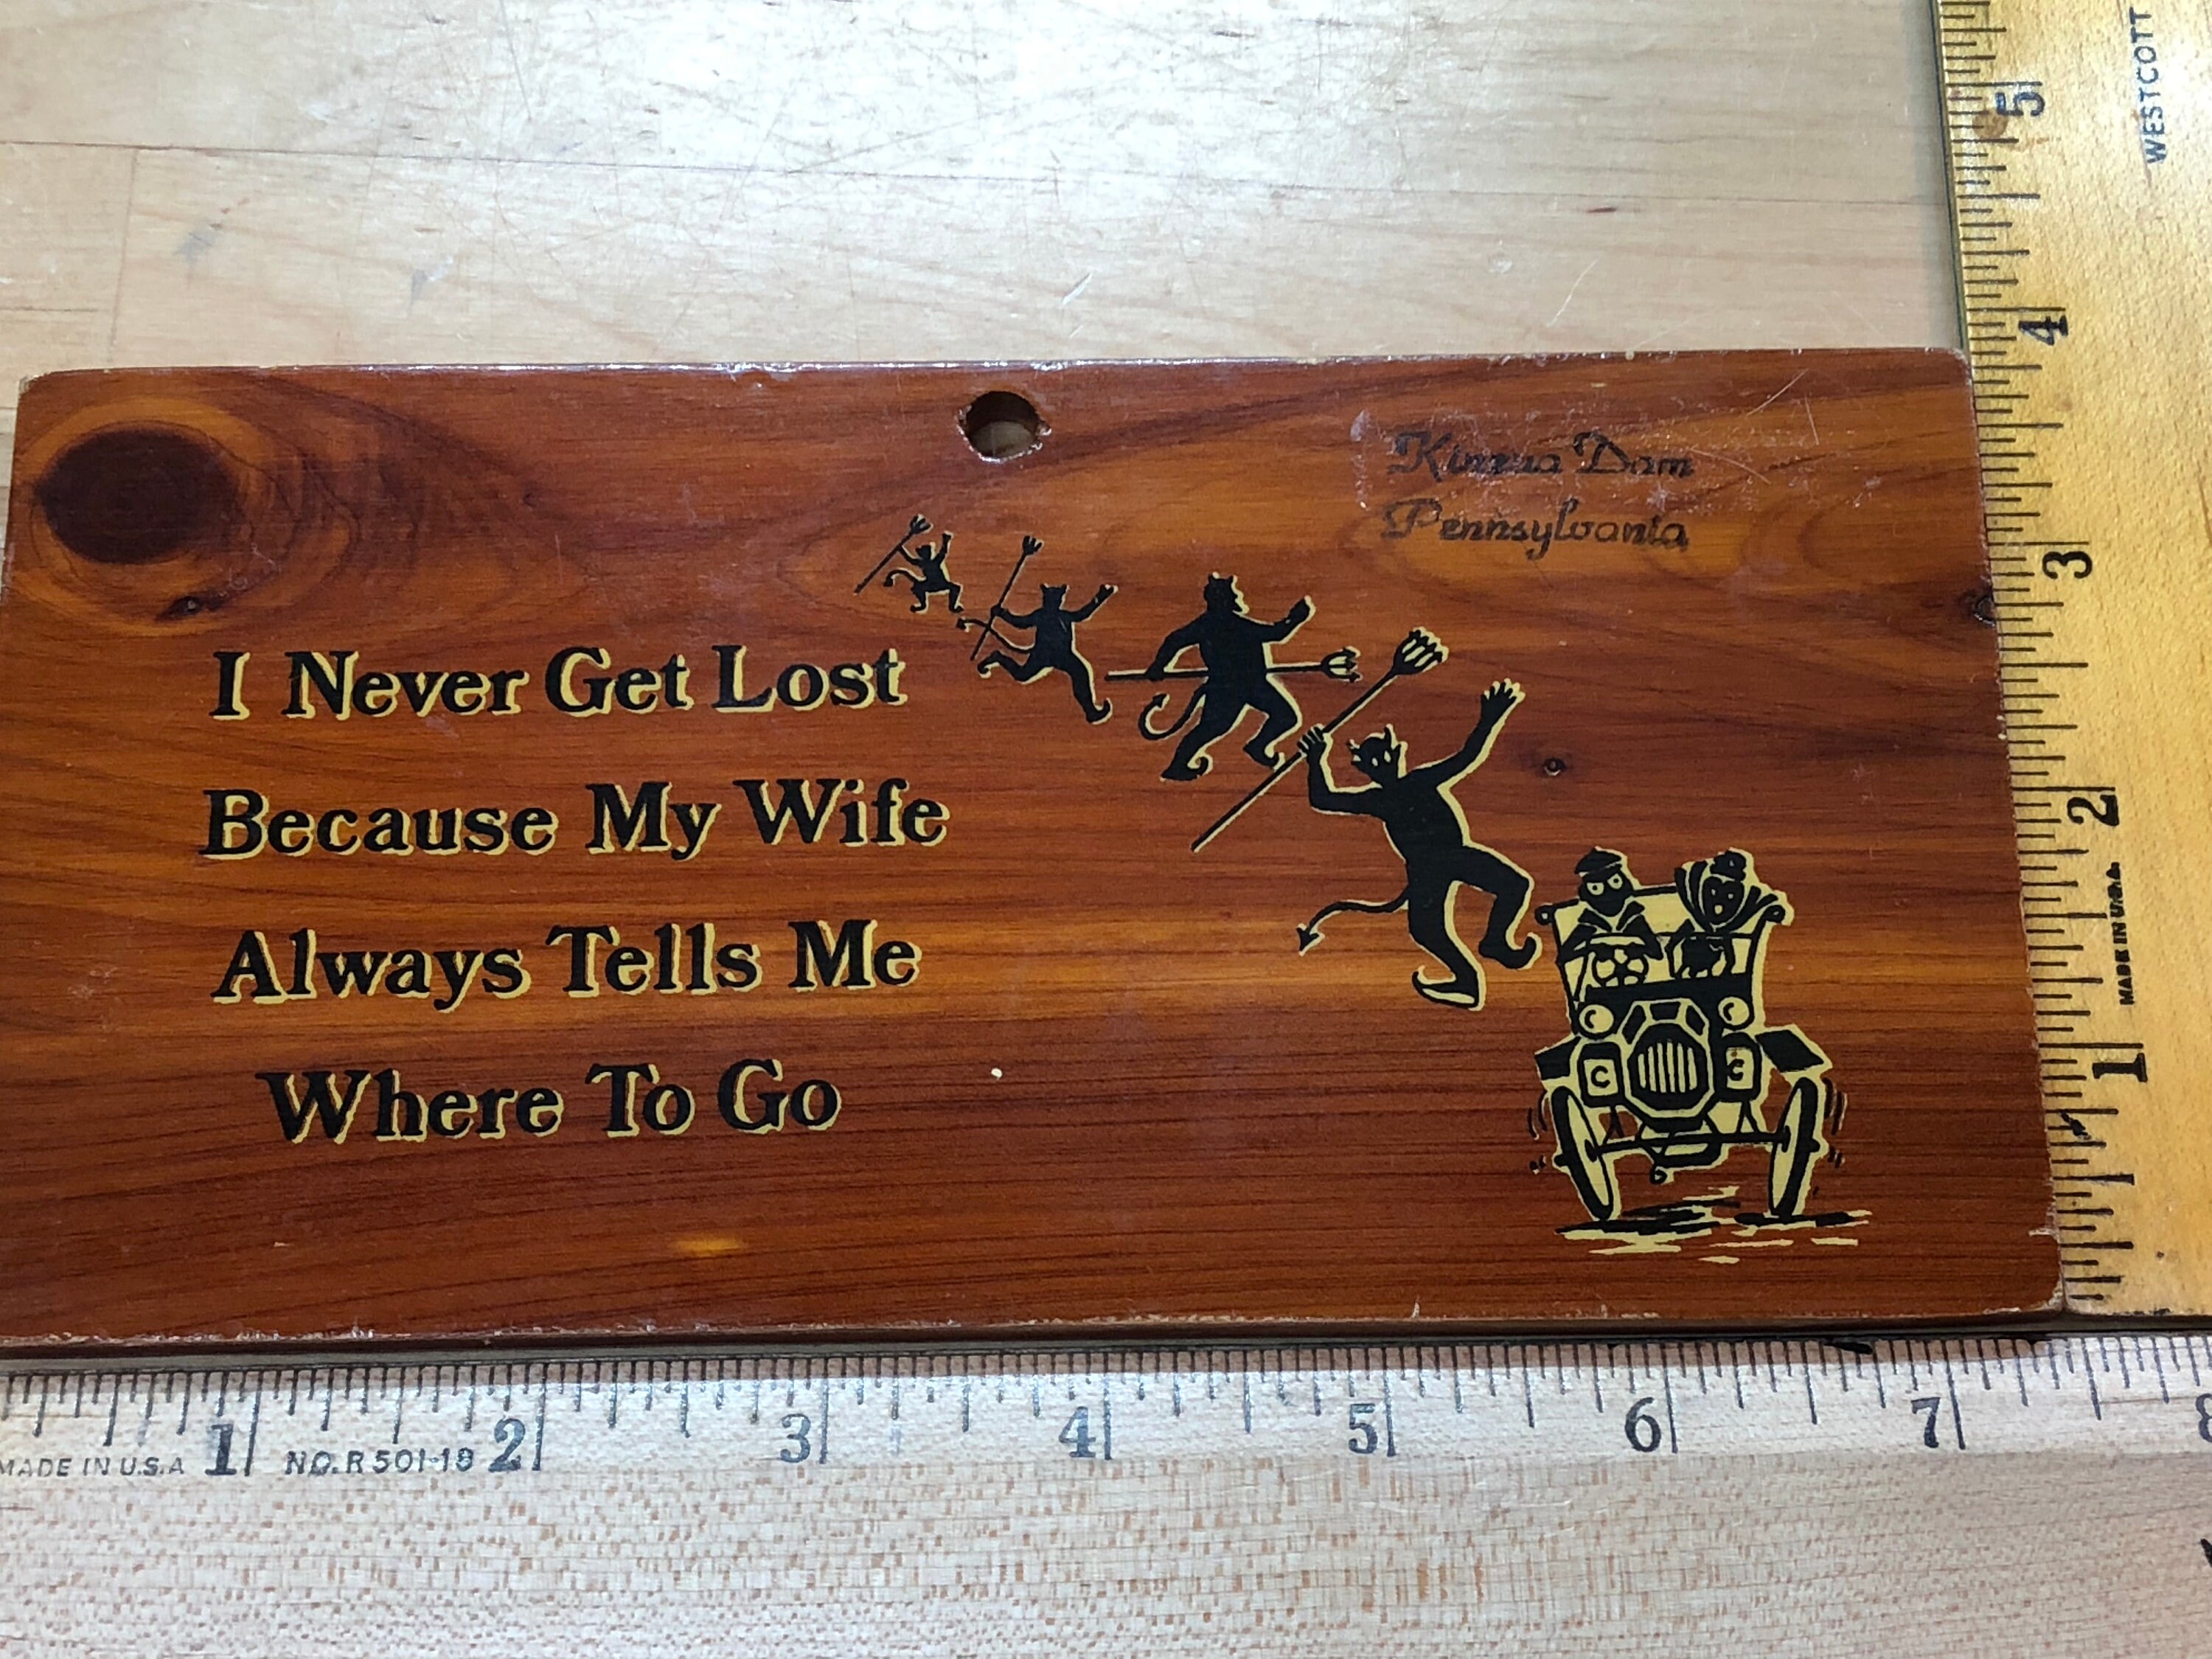 Kinzua Dam
Pennsylvania
I Never Get Lost
Because My Wife
Always Tells Me
Where To Go
C C
WESTCOTT
5
4
3
2
MADE IN U.S.A.
1
MADE IN U.S.A 1 NO. R 501-18 2 3 4 5 6 7 8